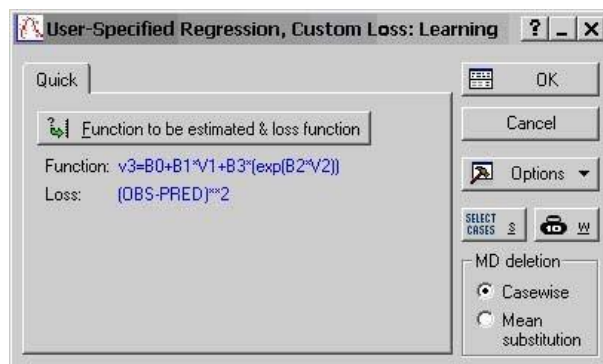 User-Specified Regression, Custom Loss: Learning
Quick
Function to be estimated & loss function
Function: v3=B0+B1*V1+B3*(exp(B2*V2))
Loss: (OBS-PRED)**2
OK
Cancel
Options
SELECT CASES S
W
MD deletion
Casewise
Mean
substitution